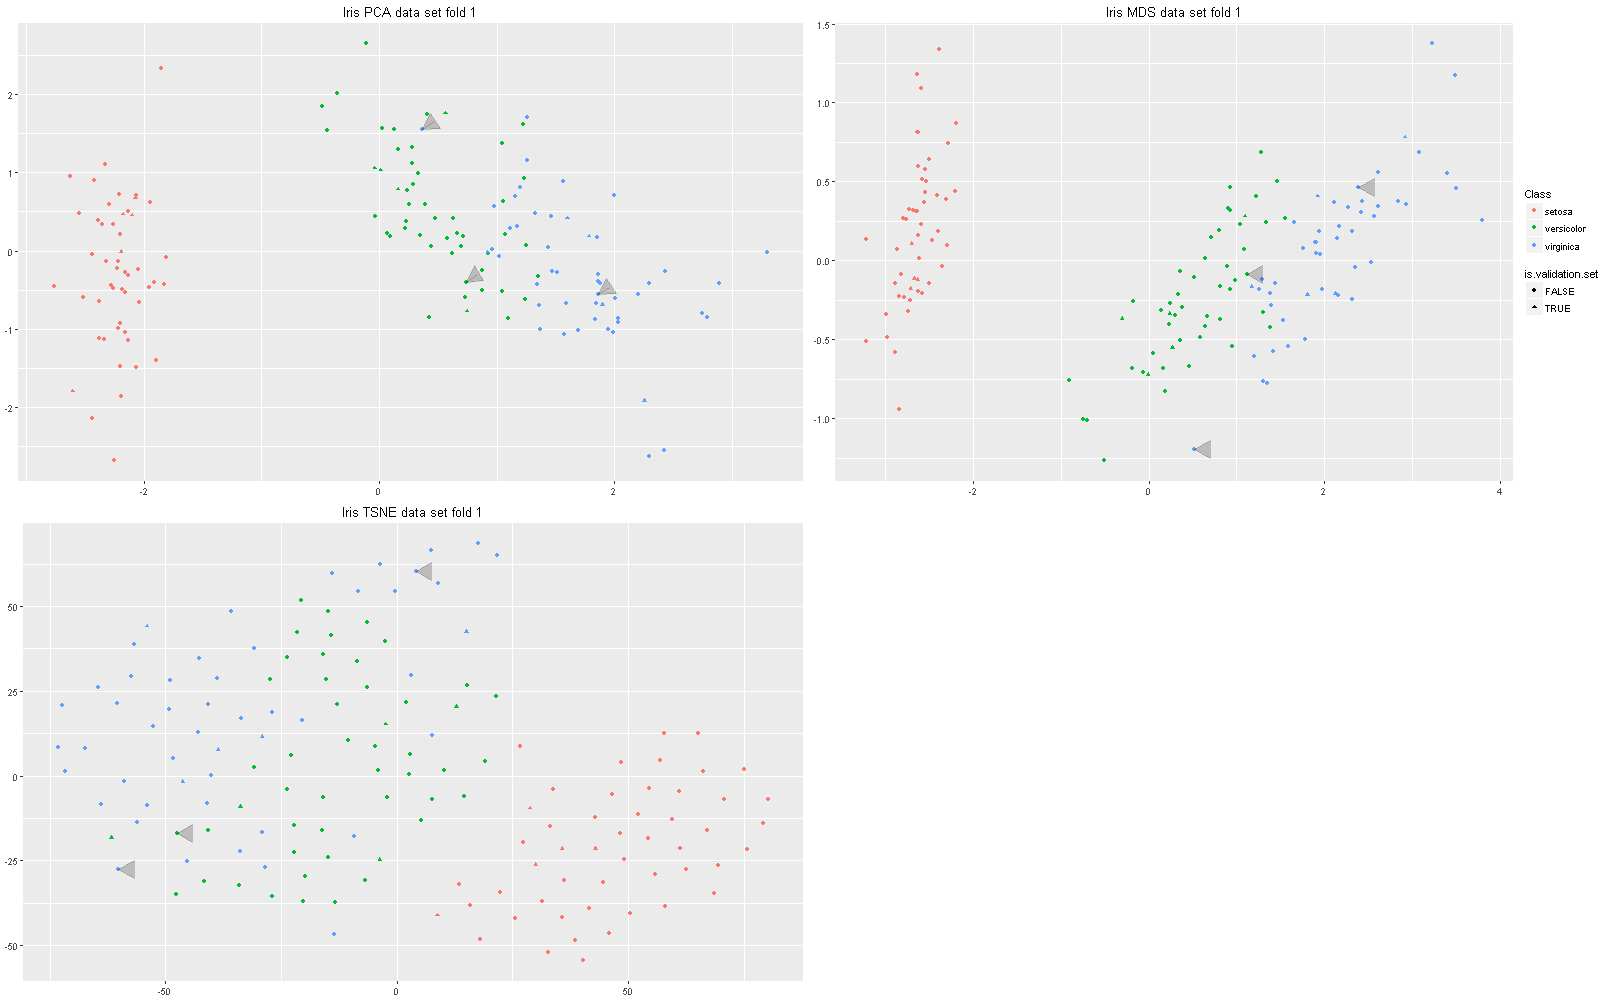 Iris PCA data set fold 1
2
1
0
-1
-2
-2
0
2
Iris MDS data set fold 1
1.5
1.0
0.5
0.0
-0.5
-1.0
-2
0
2
4
Class
setosa
versicolor
virginica
is.validation.set
FALSE
TRUE
Iris TSNE data set fold 1
50
25
0
-25
-50
-50
0
50